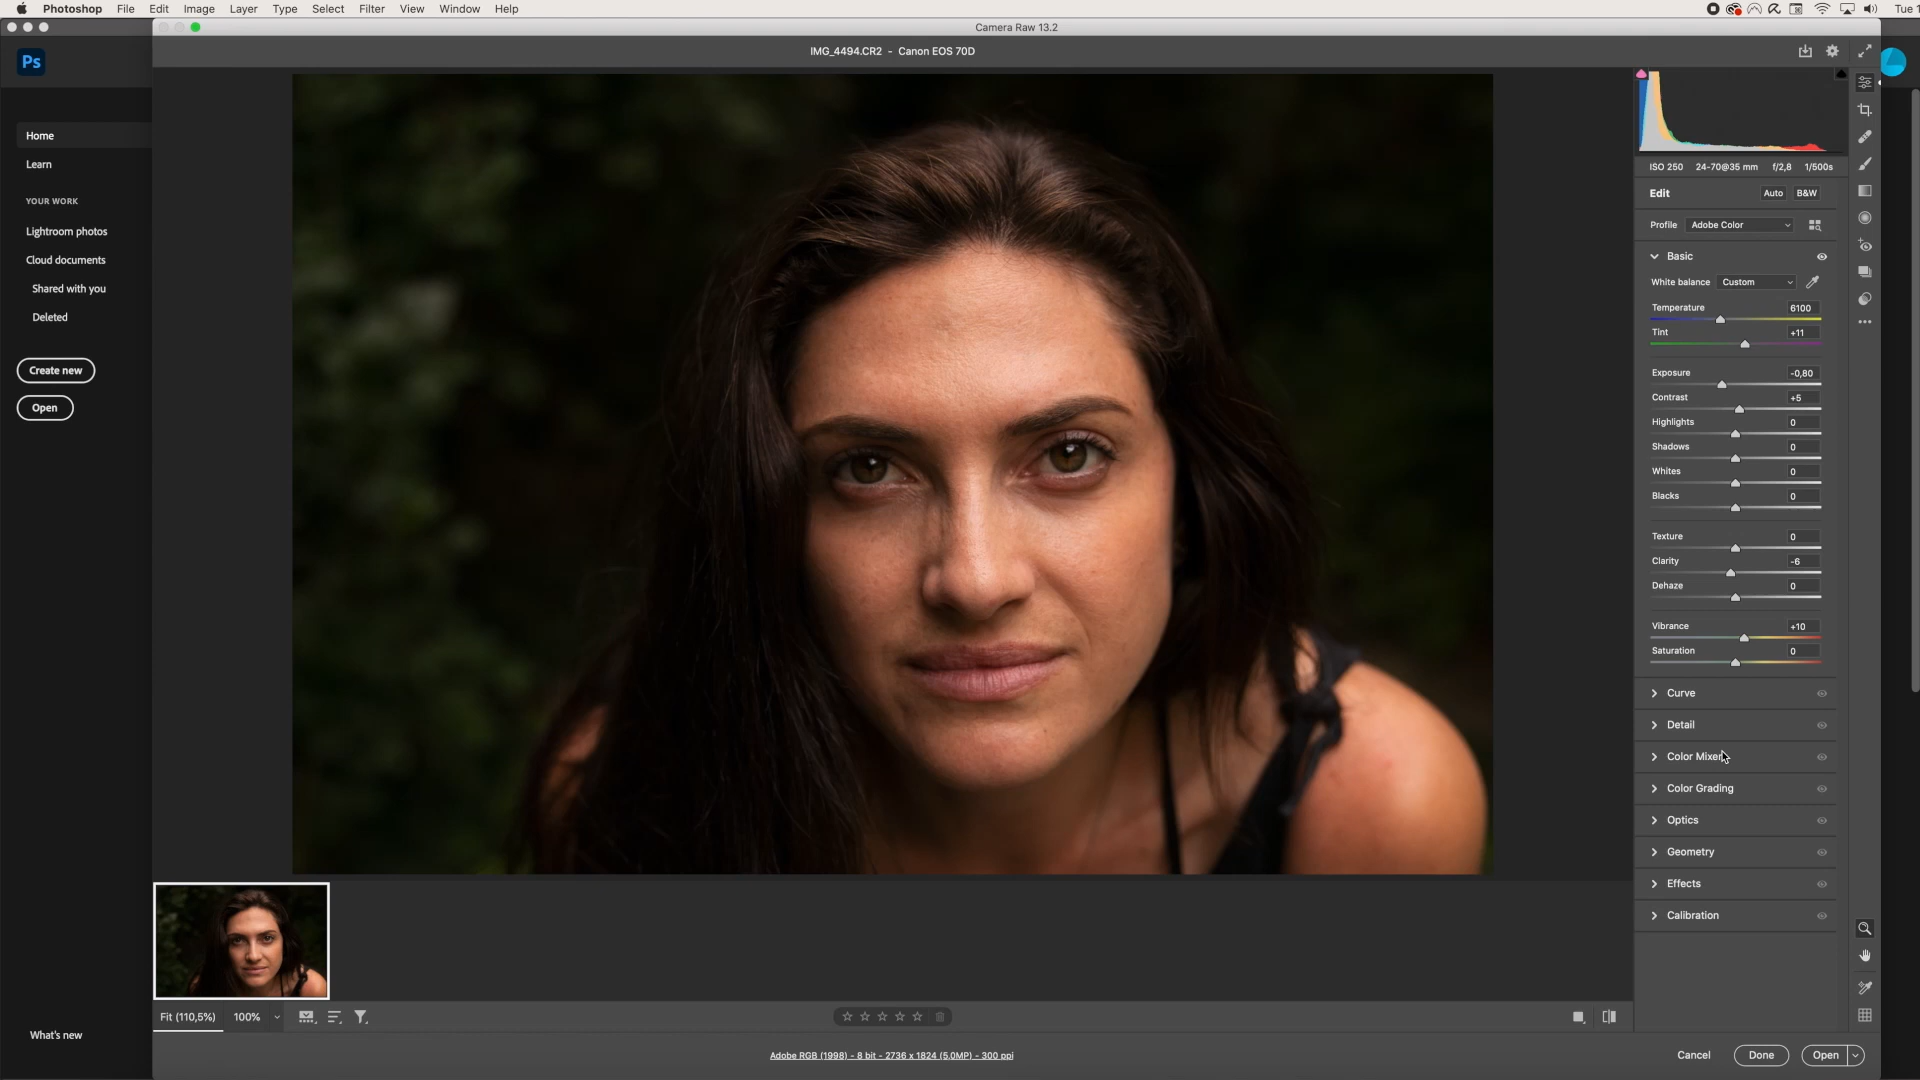 Photoshop File Edit Image Layer Type Select Filter View Window Help Tue 1
Camera Raw 13.2
IMG_4494.CR2 - Canon EOS 70D
Ps
Home
Learn
YOUR WORK
Lightroom photos
Cloud documents
Shared with you
Deleted
Create new
Open
What's new
ISO 250 24-70@35 mm f/2,8 1/500s
Edit Auto B&W
Profile Adobe Color
Basic
White balance Custom
Temperature 6100
Tint +11
Exposure -0,80
Contrast +5
Highlights 0
Shadows 0
Whites 0
Blacks 0
Texture 0
Clarity -6
Dehaze 0
Vibrance +10
Saturation 0
Curve
Detail
Color Mixer
Color Grading
Optics
Geometry
Effects
Calibration
Fit (110,5%) 100%
Adobe RGB (1998) - 8 bit - 2736 x 1824 (5.0MP) - 300 ppi
Cancel Done Open